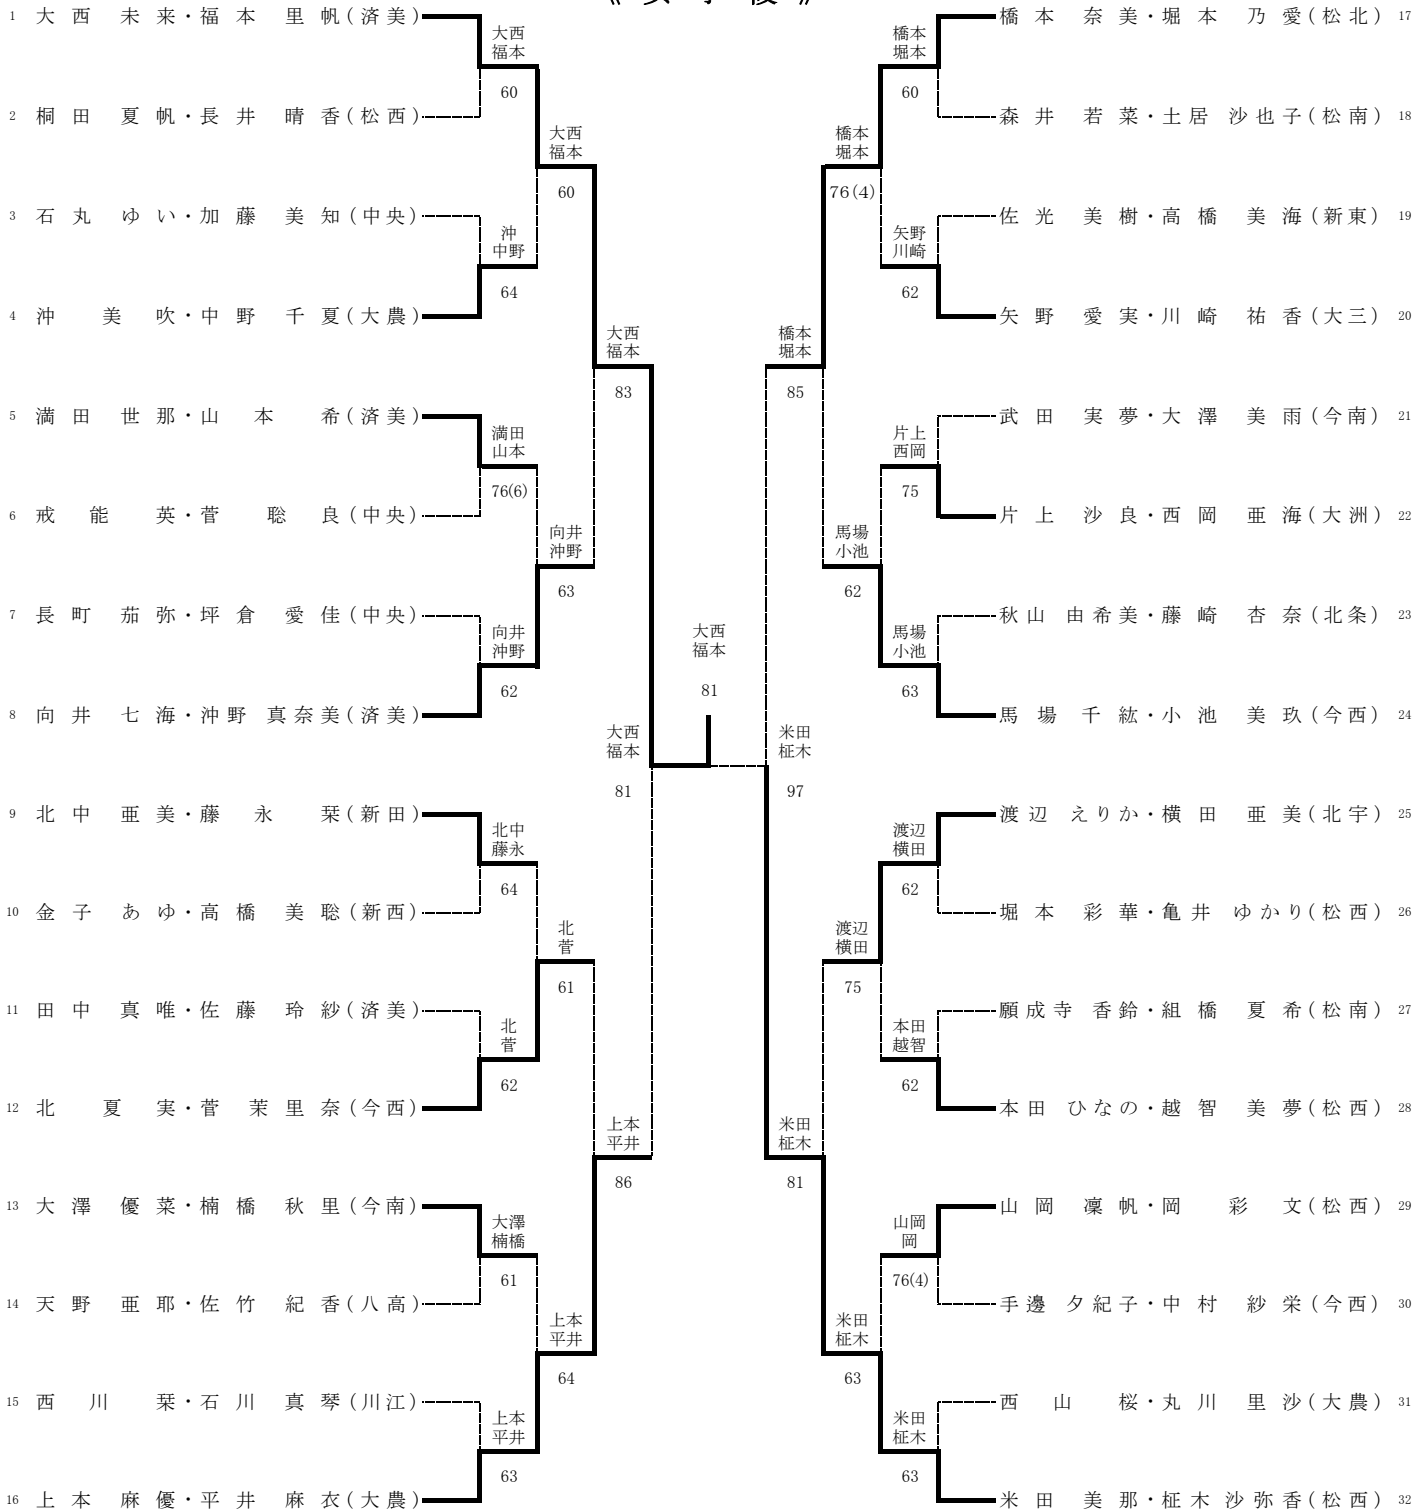 1 大西 未来・福本 里帆(済美)
2 桐田 夏帆・長井 晴香(松西)
3 石丸 ゆい・加藤 美知(中央)
4 沖 美吹・中野 千夏(大農)
5 満田 世那・山本 希(済美)
6 戒能 英・菅 聡良(中央)
7 長町 茄弥・坪倉 愛佳(中央)
8 向井 七海・沖野 真奈美(済美)
9 北中 亜美・藤永 栞(新田)
10 金子 あゆ・高橋 美聡(新西)
11 田中 真唯・佐藤 玲紗(済美)
12 北 夏実・菅 茉里奈(今西)
13 大澤 優菜・楠橋 秋里(今南)
14 天野 亜耶・佐竹 紀香(八高)
15 西川 栞・石川 真琴(川江)
16 上本 麻優・平井 麻衣(大農)
大西
福本
60
沖
中野
64
満田
山本
76(6)
向井
沖野
62
北中
藤永
64
北
菅
62
大澤
楠橋
61
上本
平井
63
大西
福本
60
向井
沖野
63
北
菅
61
上本
平井
64
大西
福本
83
上本
平井
86
大西
福本
81
大西
福本
81
米田
柾木
97
橋本
堀本
85
米田
柾木
81
橋本
堀本
76(4)
馬場
小池
62
渡辺
横田
75
米田
柾木
63
橋本
堀本
60
矢野
川崎
62
片上
西岡
75
馬場
小池
63
渡辺
横田
62
本田
越智
62
山岡
岡
76(4)
米田
柾木
63
橋本 奈美・堀本 乃愛(松北) 17
森井 若菜・土居 沙也子(松南) 18
佐光 美樹・高橋 美海(新東) 19
矢野 愛実・川崎 祐香(大三) 20
武田 実夢・大澤 美雨(今南) 21
片上 沙良・西岡 亜海(大洲) 22
秋山 由希美・藤崎 杏奈(北条) 23
馬場 千紘・小池 美玖(今西) 24
渡辺 えりか・横田 亜美(北宇) 25
堀本 彩華・亀井 ゆかり(松西) 26
願成寺 香鈴・組橋 夏希(松南) 27
本田 ひなの・越智 美夢(松西) 28
山岡 凜帆・岡 彩文(松西) 29
手邊 夕紀子・中村 紗栄(今西) 30
西山 桜・丸川 里沙(大農) 31
米田 美那・柾木 沙弥香(松西) 32